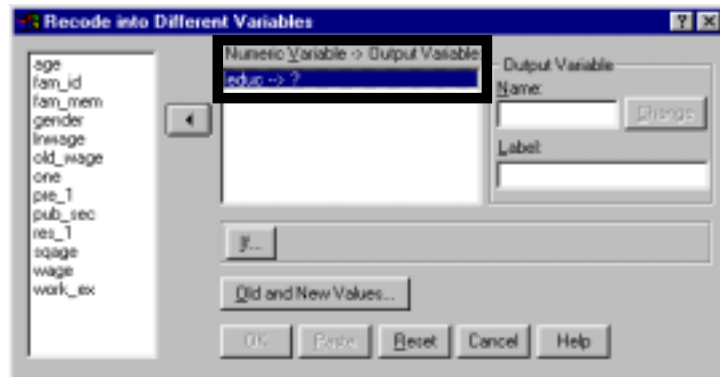 Recode into Different Variables
age
fam_id
fam_mem
gender
lnwage
old_wage
one
pre_1
pub_sec
res_1
sqage
wage
work_ex
Numeric Variable -> Output Variable
educ --> ?
Output Variable
Name:
Change
Label:
If...
Old and New Values...
OK
Paste
Reset
Cancel
Help